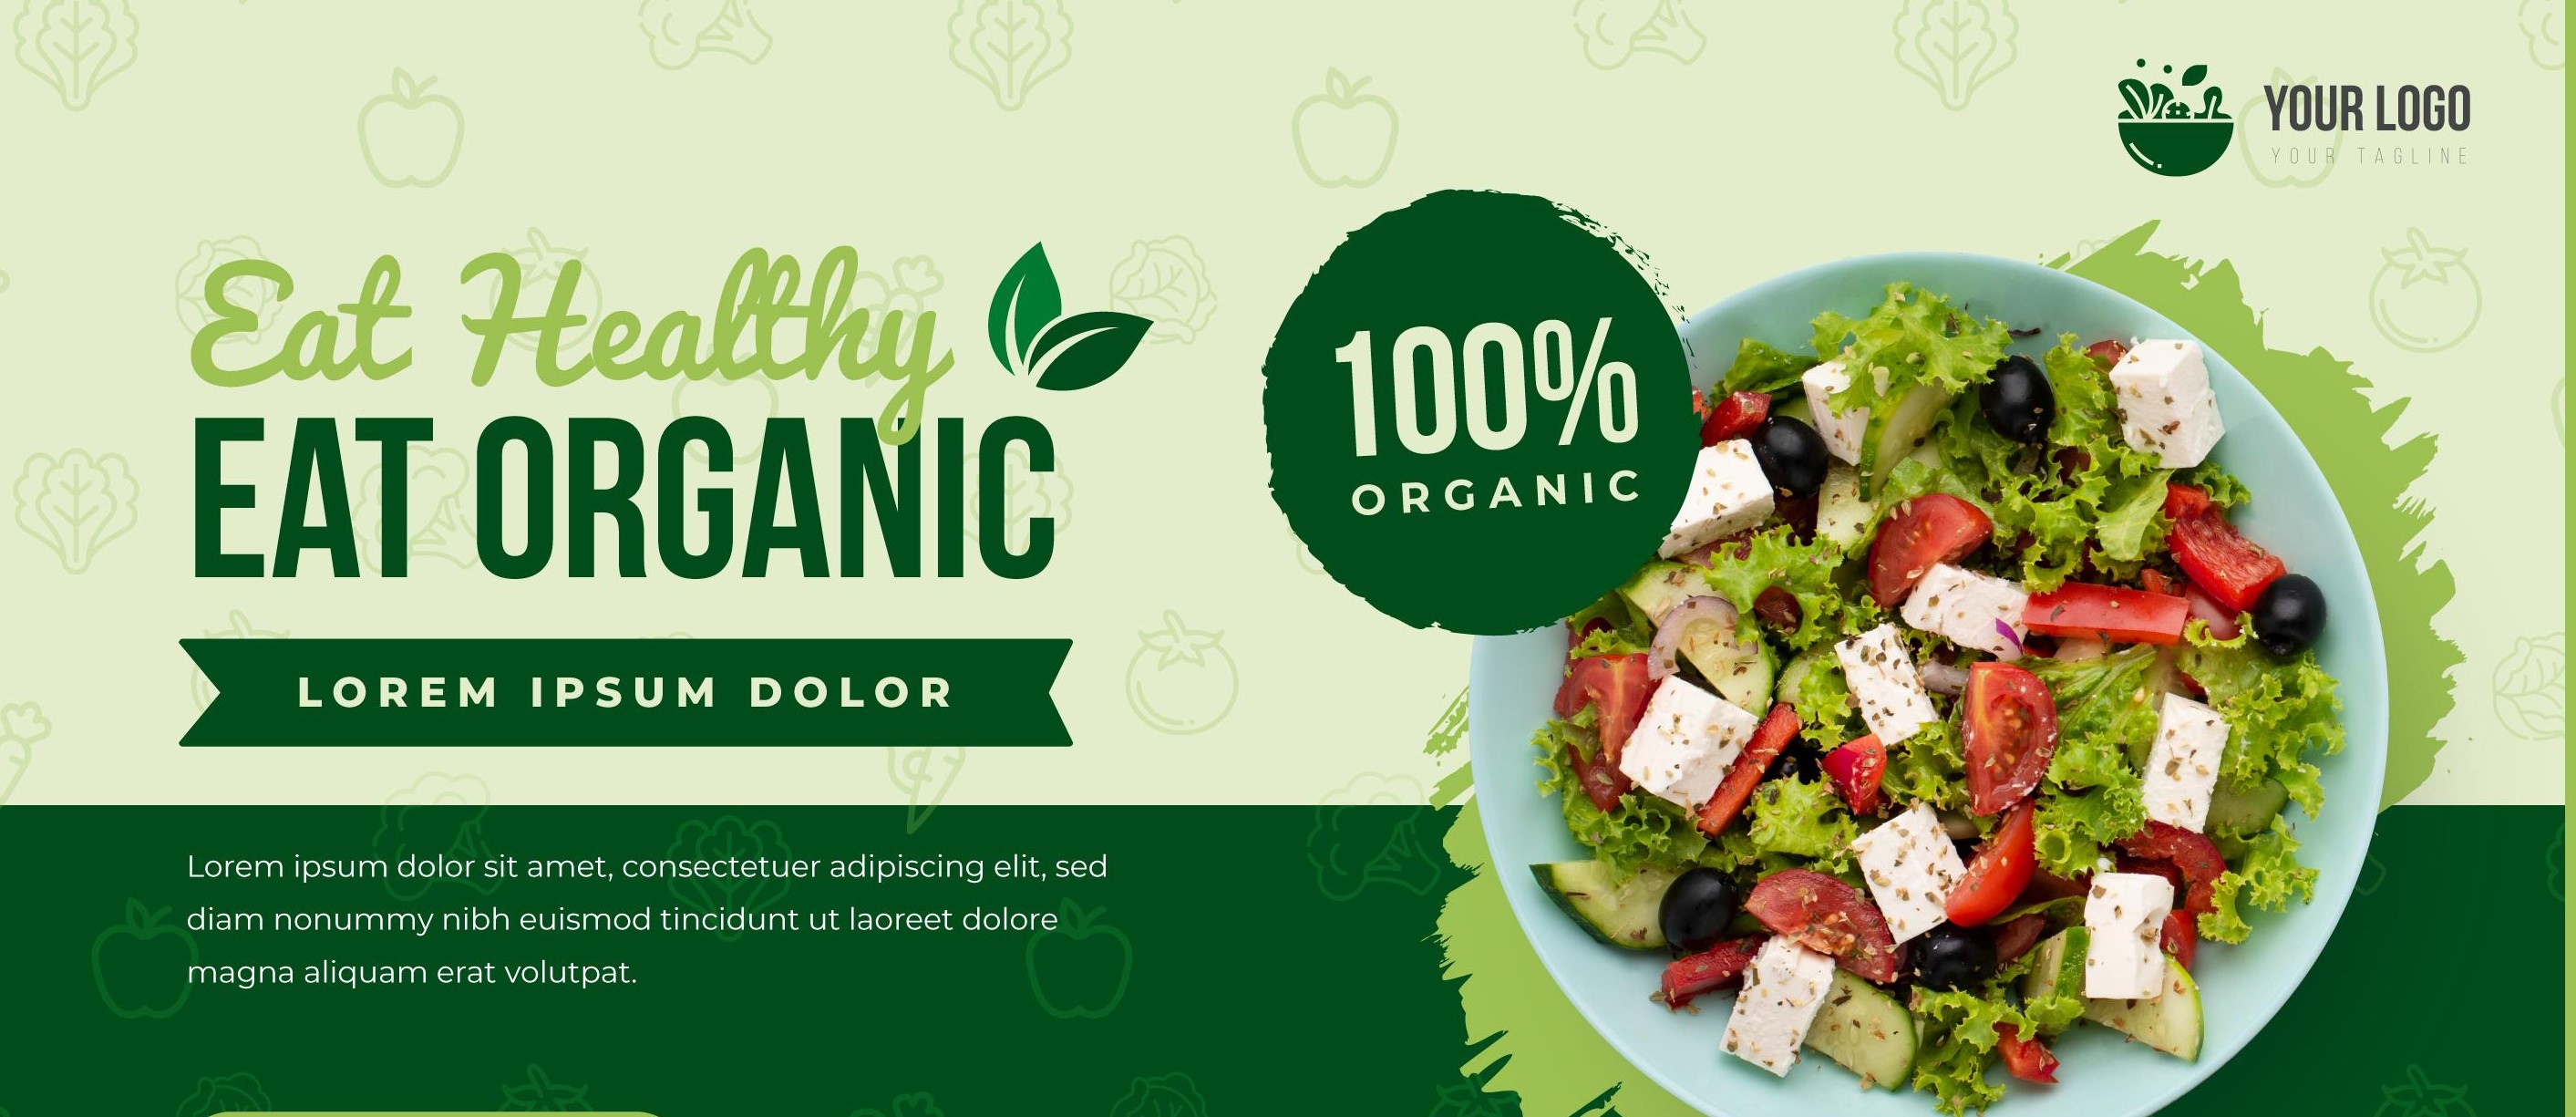 YOUR LOGO
YOUR TAGLINE
Eat Healthy
EAT ORGANIC
100%
ORGANIC
LOREM IPSUM DOLOR
Lorem ipsum dolor sit amet, consectetuer adipiscing elit, sed
diam nonummy nibh euismod tincidunt ut laoreet dolore
magna aliquam erat volutpat.